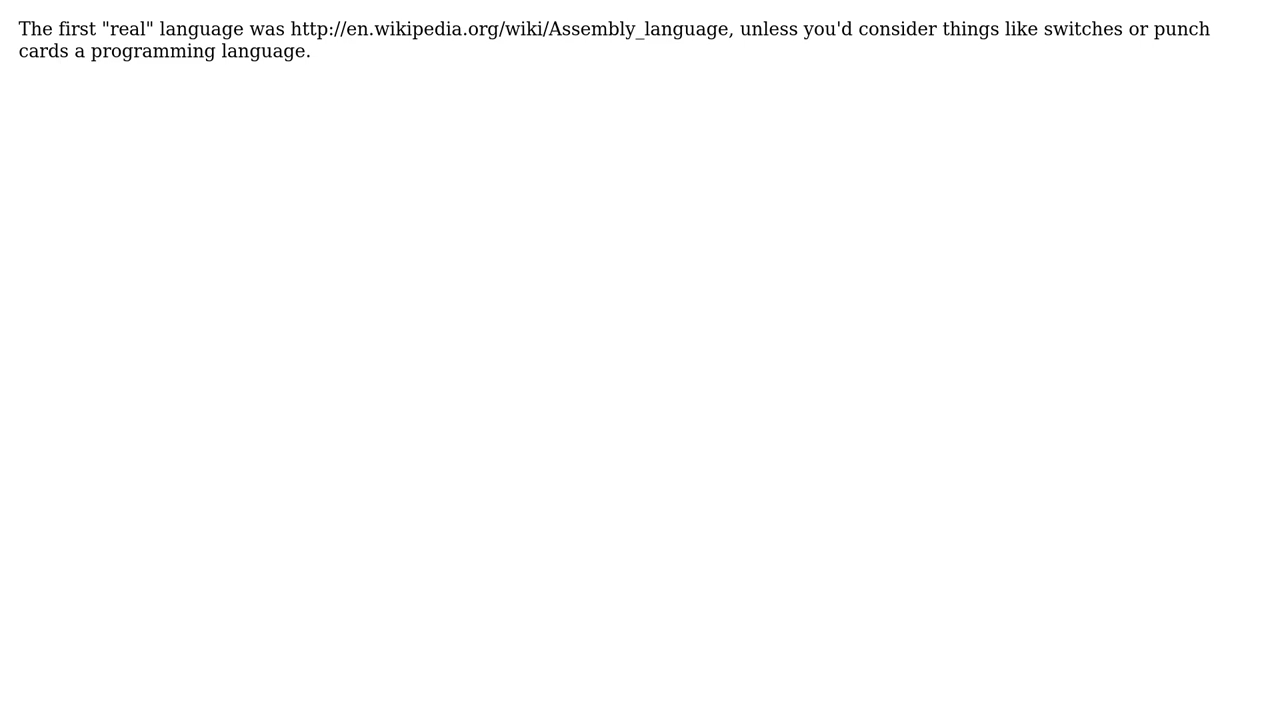 The first "real" language was http://en.wikipedia.org/wiki/Assembly_language, unless you'd consider things like switches or punch
cards a programming language.